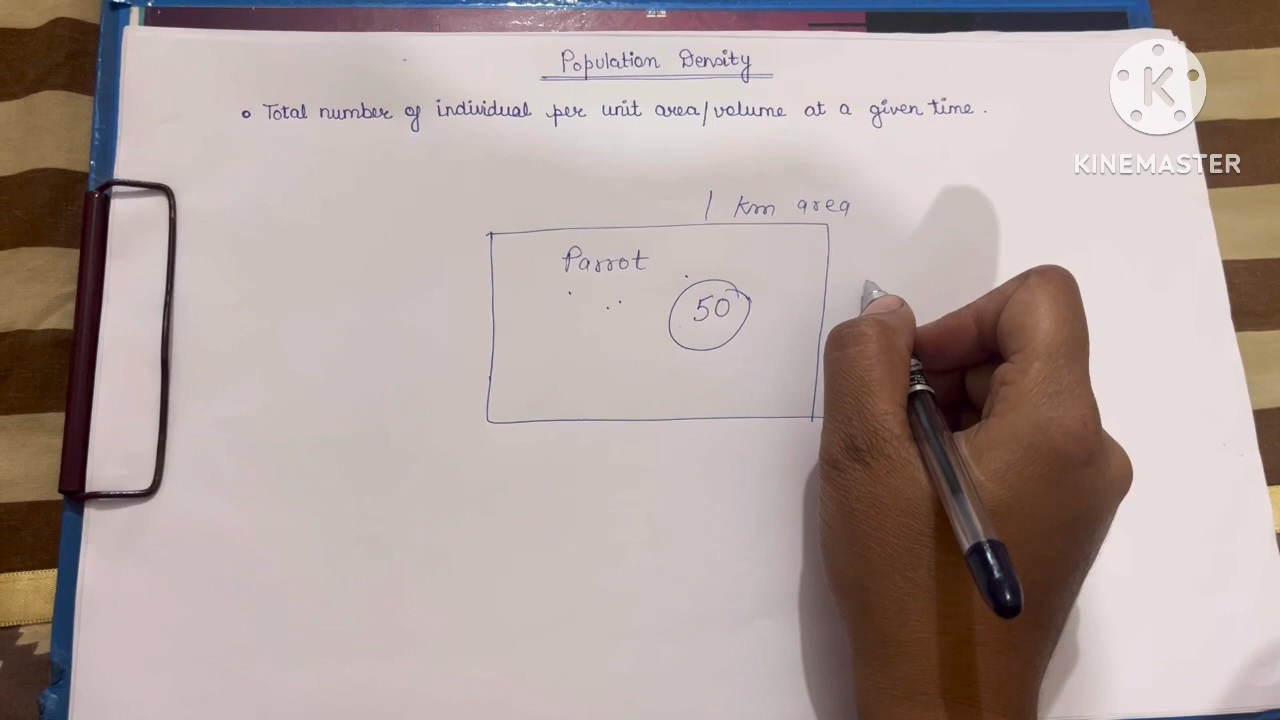 Population Density
• Total number of individual per unit area/volume at a given time.
K
KINEMASTER
1 km area
Parrot
50